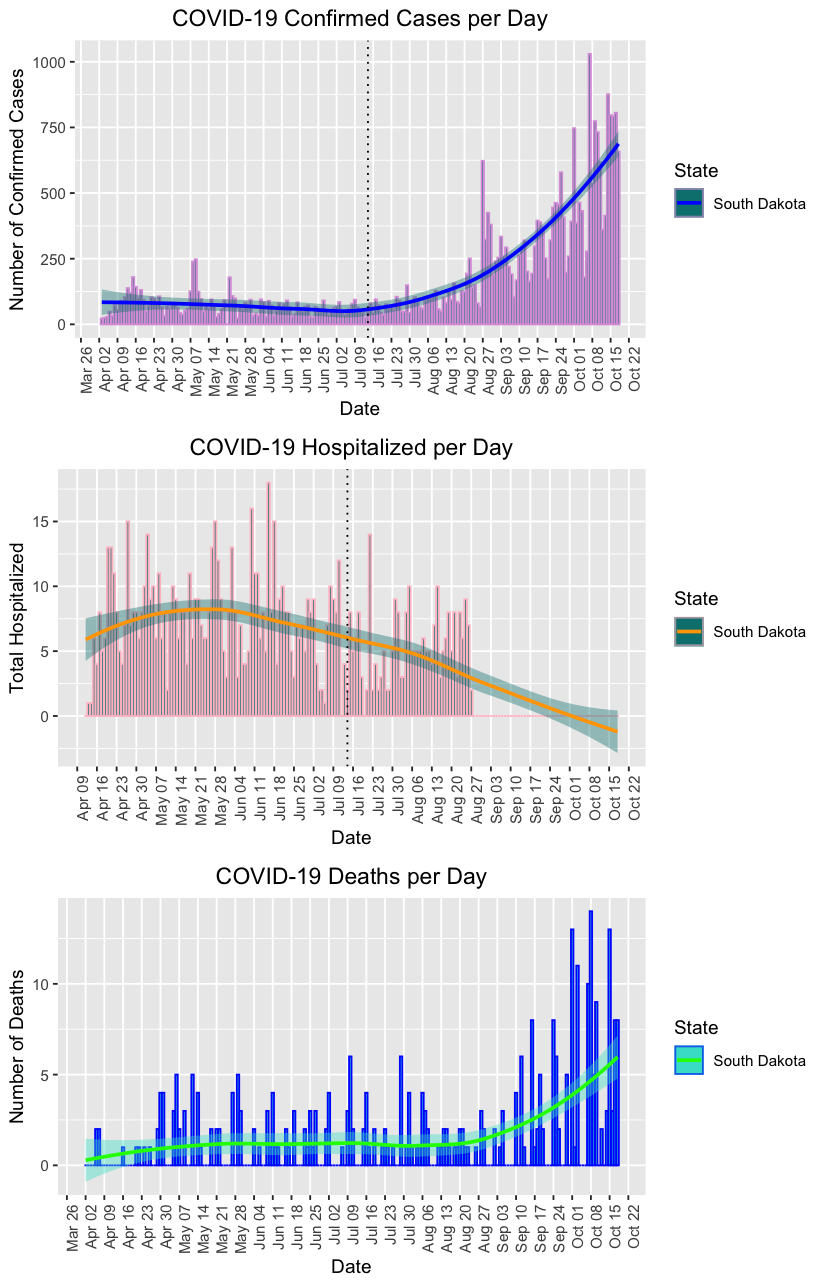 COVID-19 Confirmed Cases per Day
Number of Confirmed Cases
1000
750
500
250
0
Mar 26
Apr 02
Apr 09
Apr 16
Apr 23
Apr 30
May 07
May 14
May 21
May 28
Jun 04
Jun 11
Jun 18
Jun 25
Jul 02
Jul 09
Jul 16
Jul 23
Jul 30
Aug 06
Aug 13
Aug 20
Aug 27
Sep 03
Sep 10
Sep 17
Sep 24
Oct 01
Oct 08
Oct 15
Oct 22
Date
State
South Dakota
COVID-19 Hospitalized per Day
Total Hospitalized
15
10
5
0
Apr 09
Apr 16
Apr 23
Apr 30
May 07
May 14
May 21
May 28
Jun 04
Jun 11
Jun 18
Jun 25
Jul 02
Jul 09
Jul 16
Jul 23
Jul 30
Aug 06
Aug 13
Aug 20
Aug 27
Sep 03
Sep 10
Sep 17
Sep 24
Oct 01
Oct 08
Oct 15
Oct 22
Date
State
South Dakota
COVID-19 Deaths per Day
Number of Deaths
10
5
0
Mar 26
Apr 02
Apr 09
Apr 16
Apr 23
Apr 30
May 07
May 14
May 21
May 28
Jun 04
Jun 11
Jun 18
Jun 25
Jul 02
Jul 09
Jul 16
Jul 23
Jul 30
Aug 06
Aug 13
Aug 20
Aug 27
Sep 03
Sep 10
Sep 17
Sep 24
Oct 01
Oct 08
Oct 15
Oct 22
Date
State
South Dakota